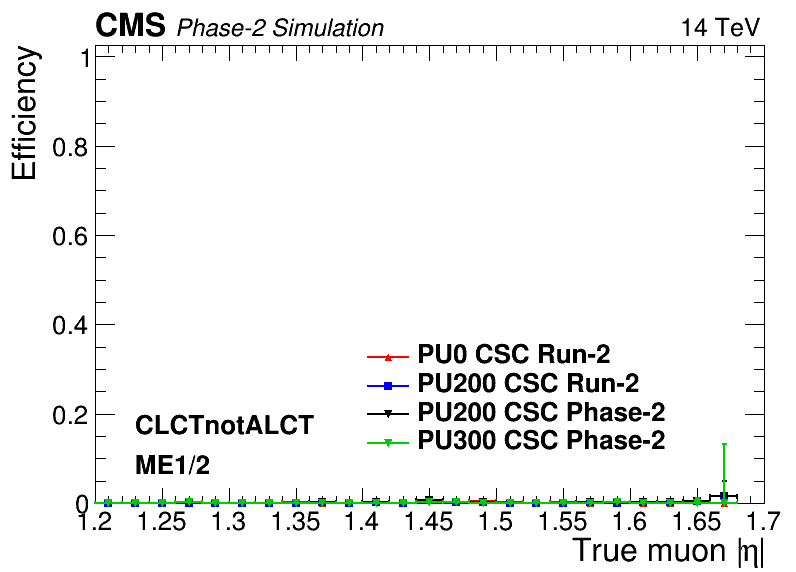 CMS Phase-2 Simulation 14 TeV
Efficiency
1
0.8
0.6
0.4
0.2
0
PU0 CSC Run-2
PU200 CSC Run-2
PU200 CSC Phase-2
PU300 CSC Phase-2
CLCTnotALCT
ME1/2
1.2 1.25 1.3 1.35 1.4 1.45 1.5 1.55 1.6 1.65 1.7
True muon |η|